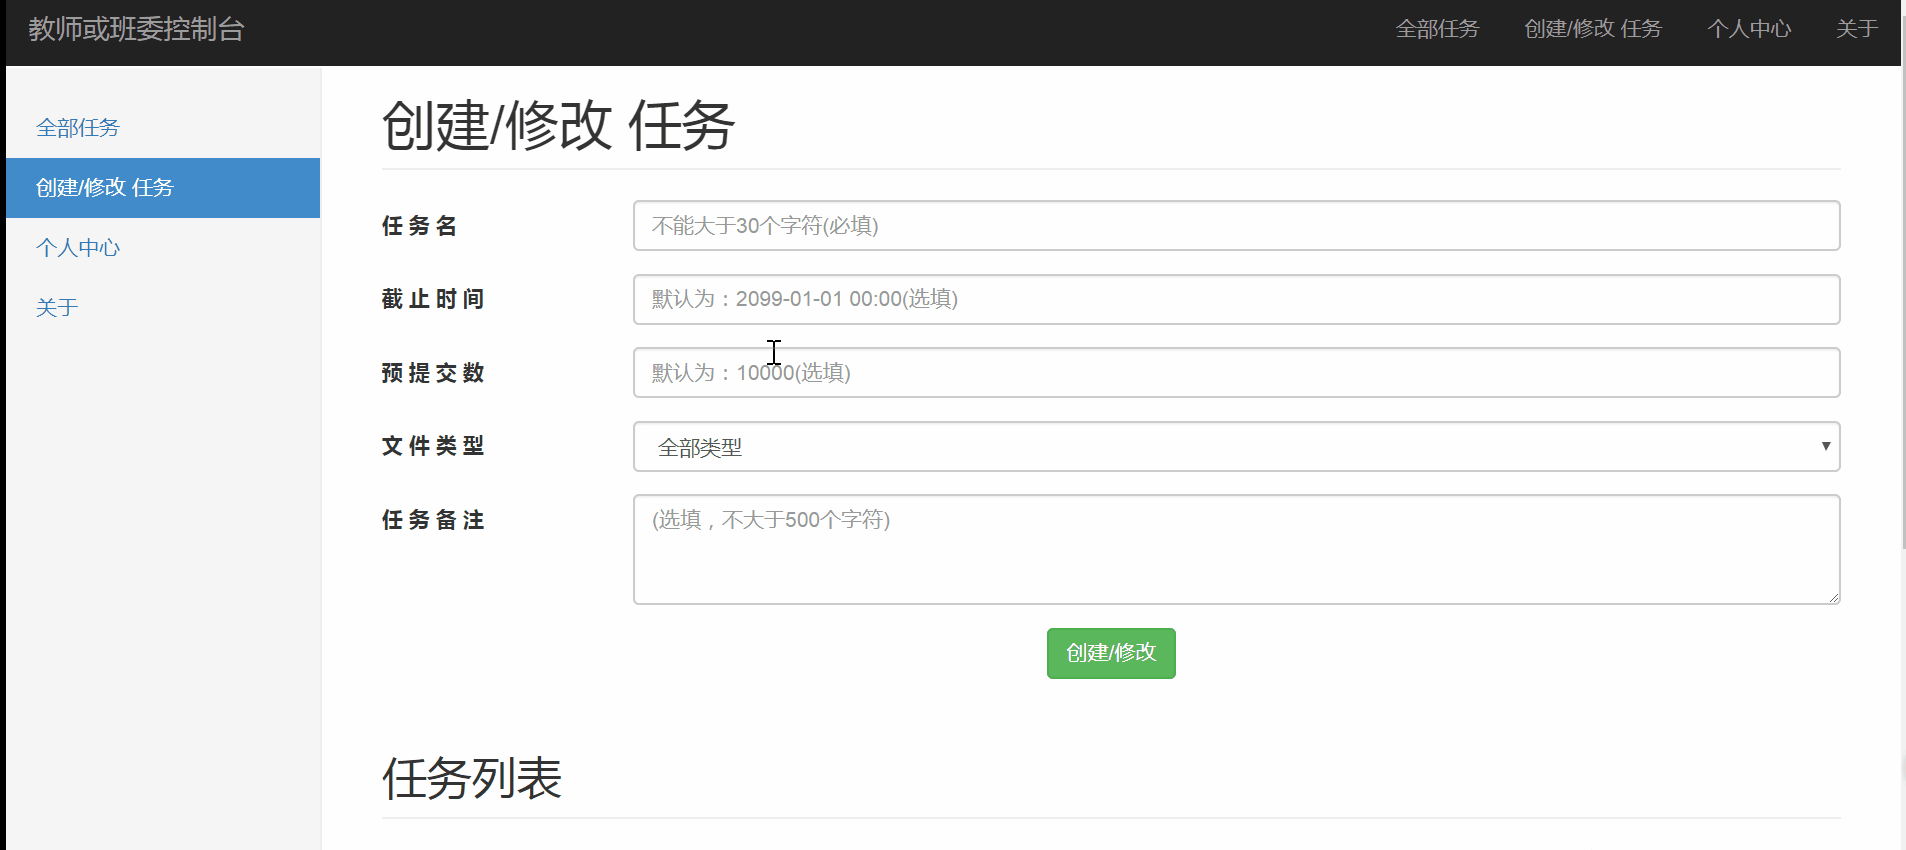 教师或班委控制台
全部任务 创建/修改 任务 个人中心 关于
全部任务
创建/修改 任务
个人中心
关于
创建/修改 任务
任 务 名
不能大于30个字符(必填)
截 止 时 间
默认为：2099-01-01 00:00(选填)
预 提 交 数
默认为：10000(选填)
文 件 类 型
全部类型
任 务 备 注
(选填，不大于500个字符)
创建/修改
任务列表